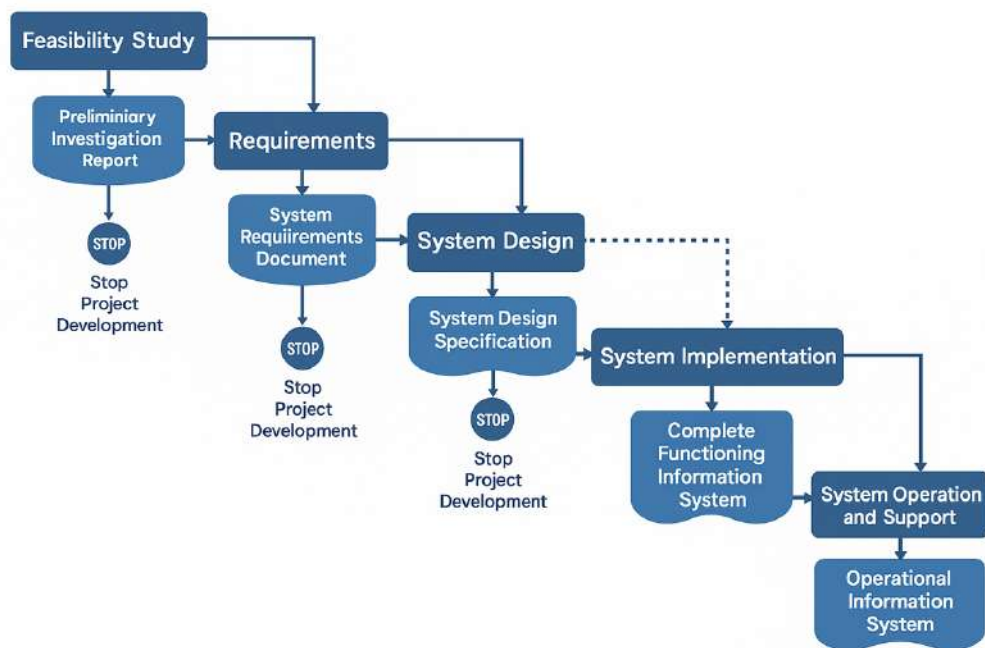 Feasibility Study
Preliminiary
Investigation
Report
STOP
Stop
Project
Development
Requirements
System
Requiirements
Document
STOP
Stop
Project
Development
System Design
System Design
Specification
STOP
Stop
Project
Development
System Implementation
Complete
Functioning
Information
System
System Operation
and Support
Operational
Information
System